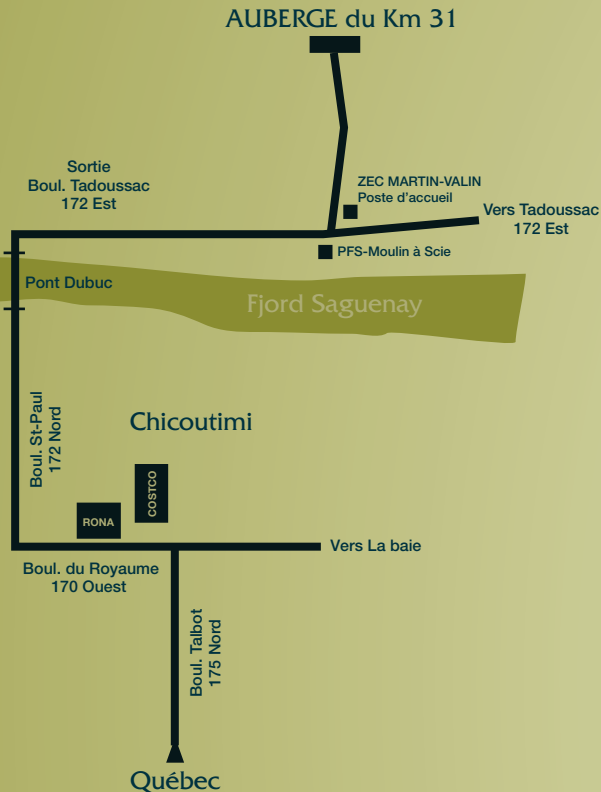 AUBERGE du Km 31
Sortie
Boul. Tadoussac
172 Est
ZEC MARTIN-VALIN
Poste d'accueil
Vers Tadoussac
172 Est
PFS-Moulin à Scie
Pont Dubuc
Fjord Saguenay
Boul. St-Paul
172 Nord
Chicoutimi
COSTCO
RONA
Vers La baie
Boul. du Royaume
170 Ouest
Boul. Talbot
175 Nord
Québec